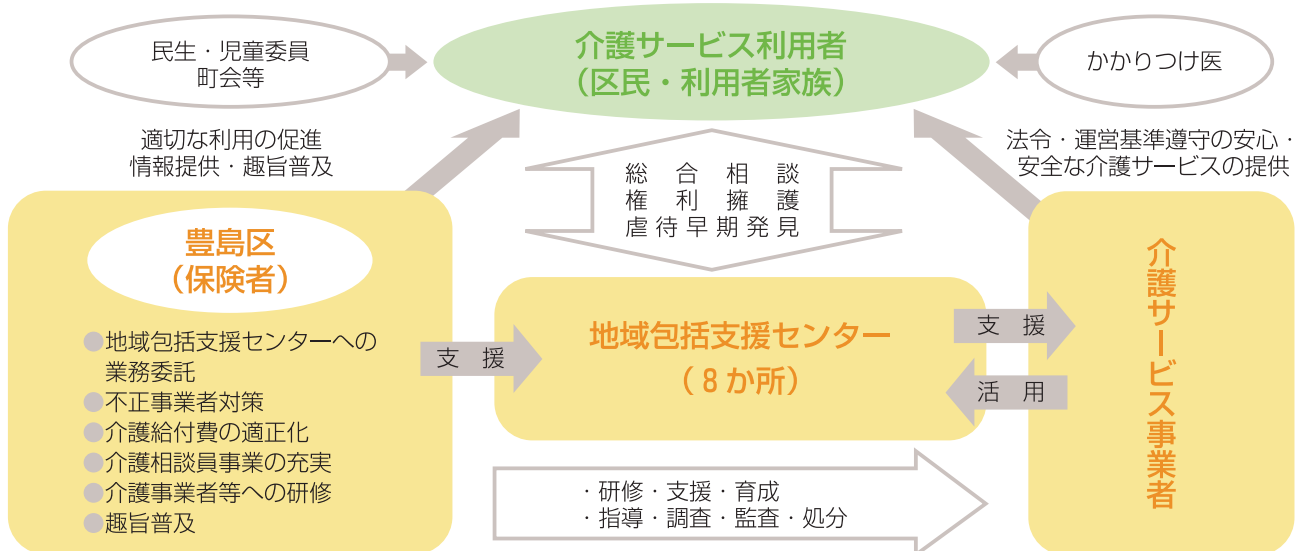 民生・児童委員
町会等
介護サービス利用者
（区民・利用者家族）
かかりつけ医
適切な利用の促進
情報提供・趣旨普及
総合相談
権利擁護
虐待早期発見
法令・運営基準遵守の安心・
安全な介護サービスの提供
豊島区
（保険者）
●地域包括支援センターへの
業務委託
●不正事業者対策
●介護給付費の適正化
●介護相談員事業の充実
●介護事業者等への研修
●趣旨普及
支　援
地域包括支援センター
（８か所）
支　援
活　用
介護サービス事業者
・研修・支援・育成
・指導・調査・監査・処分